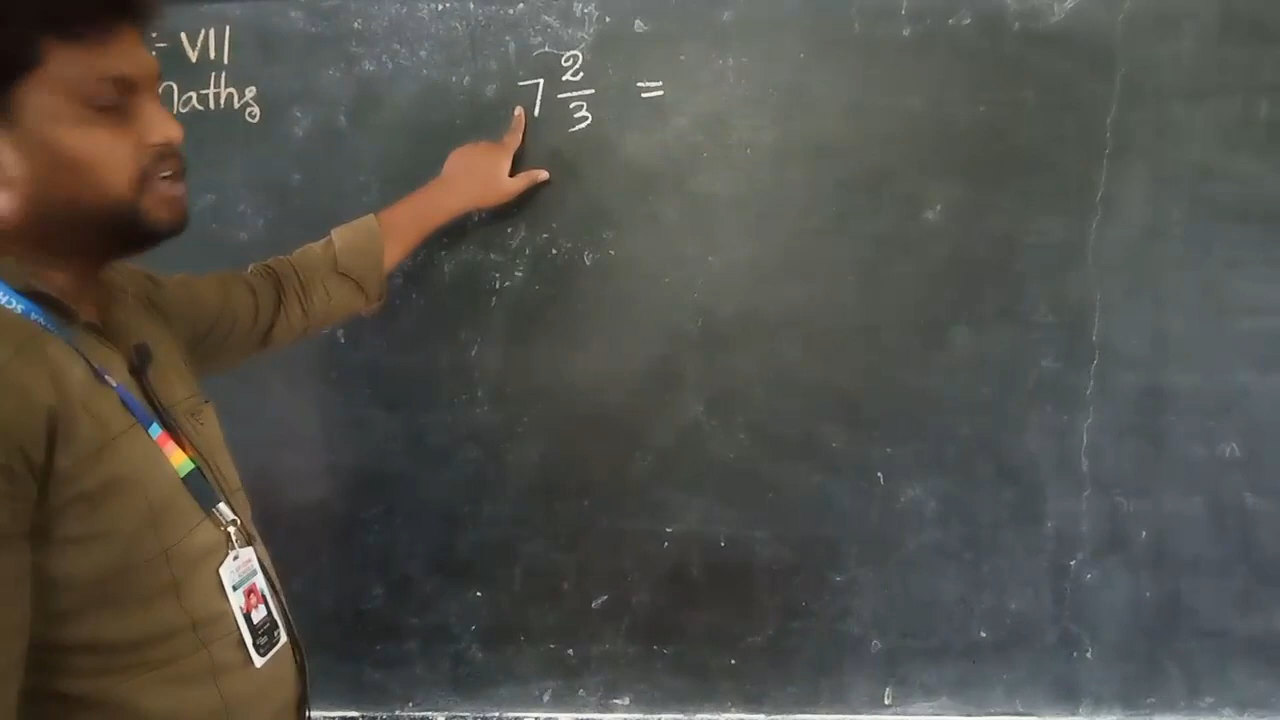 :- VII
Maths
7 2/3 =